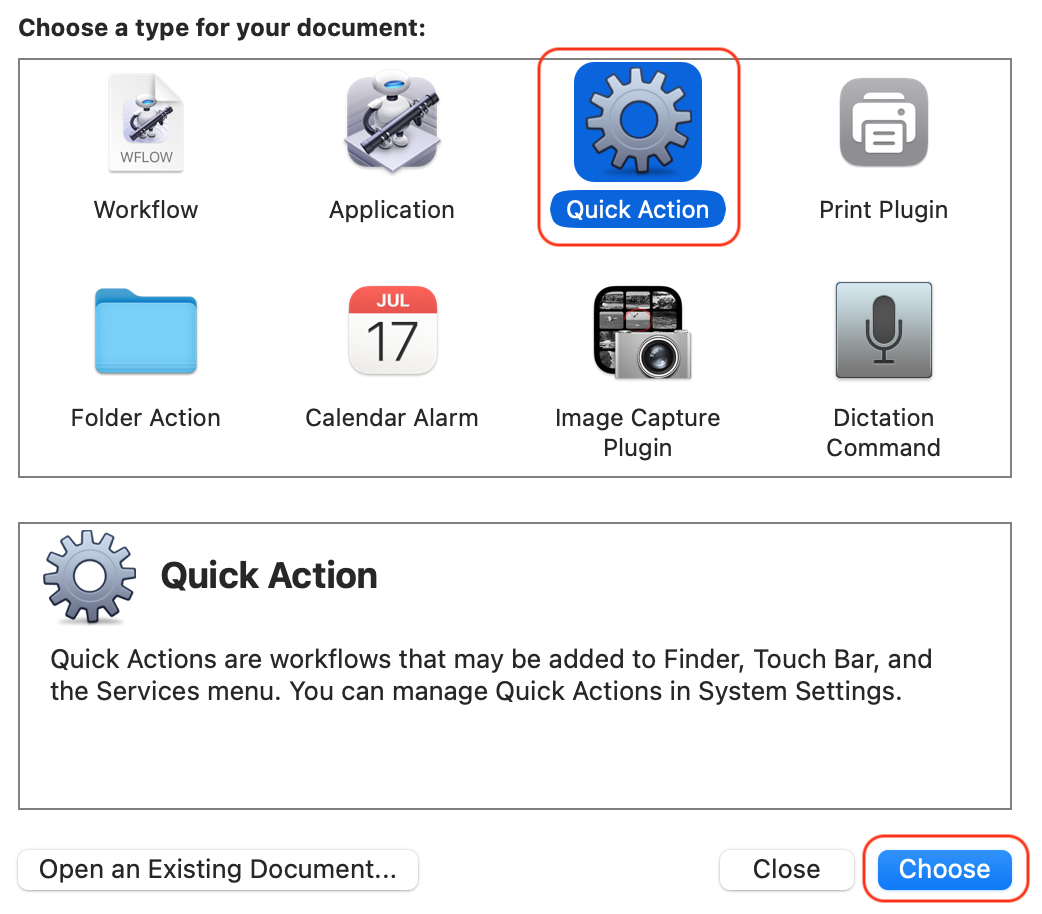 Choose a type for your document:
WFLOW
Workflow
Application
Quick Action
Print Plugin
JUL
17
Folder Action
Calendar Alarm
Image Capture
Plugin
Dictation
Command
Quick Action
Quick Actions are workflows that may be added to Finder, Touch Bar, and
the Services menu. You can manage Quick Actions in System Settings.
Open an Existing Document...
Close
Choose